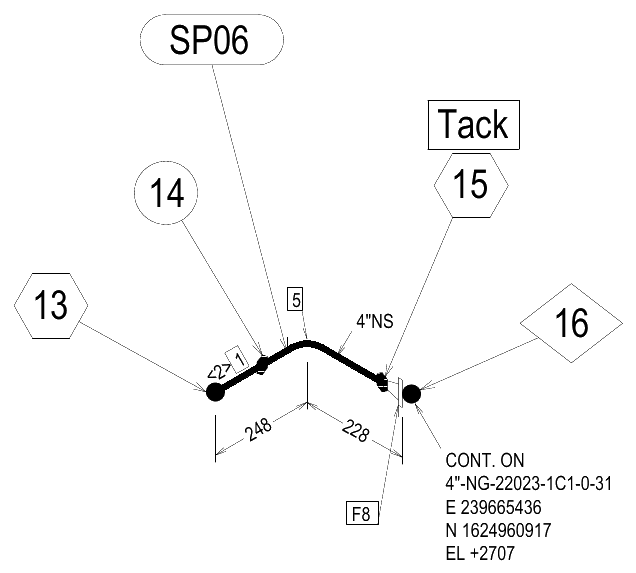 SP06
Tack
14
15
13
5
4"NS
16
<2>
1
248
228
F8
CONT. ON
4"-NG-22023-1C1-0-31
E 239665436
N 1624960917
EL +2707